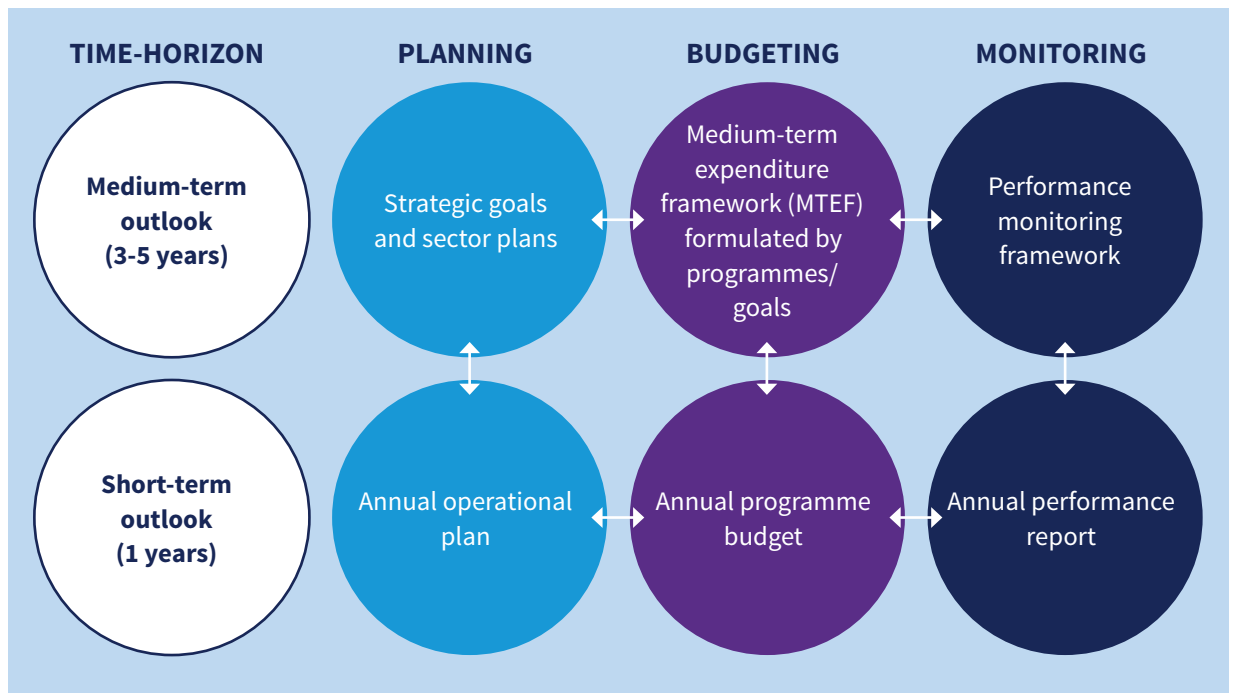 TIME-HORIZON
PLANNING
BUDGETING
MONITORING
Medium-term
outlook
(3-5 years)
Strategic goals
and sector plans
Medium-term
expenditure
framework (MTEF)
formulated by
programmes/
goals
Performance
monitoring
framework
Short-term
outlook
(1 years)
Annual operational
plan
Annual programme
budget
Annual performance
report